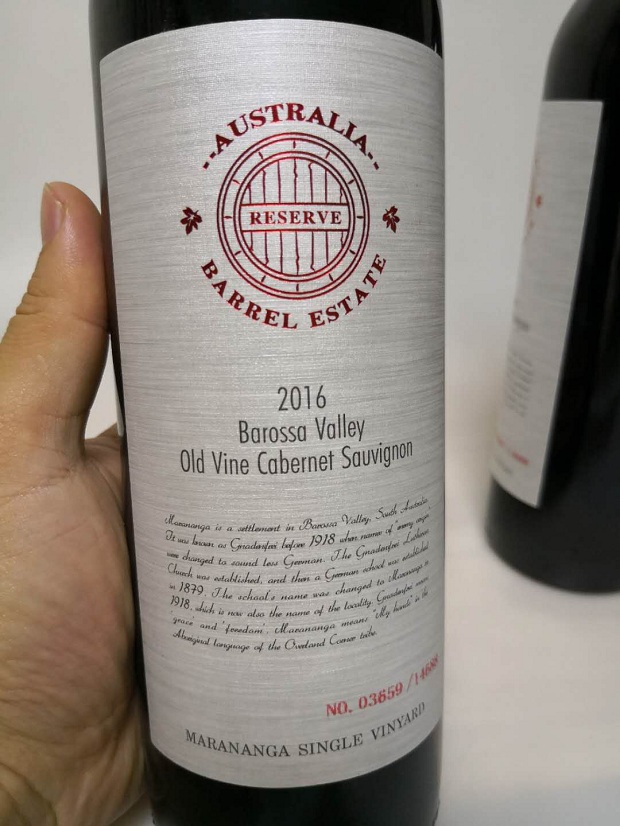 --AUSTRALIA--
RESERVE
BARREL ESTATE
2016
Barossa Valley
Old Vine Cabernet Sauvignon
Marananga is a settlement in Barossa Valley, South Australia.
It was known as Gnadenfrei before 1918 when names of "enemy origin"
were changed to sound less German. The Gnadenfrei Lutheran
Church was established, and then a German school was established
in 1879. The school's name was changed to Marananga in
1918, which is now also the name of the locality. Gnadenfrei means
grace and 'freedom'. Marananga means "My hands" in the
Aboriginal language of the Overland Corner tribe.
NO. 03659 /14688
MARANANGA SINGLE VINYARD